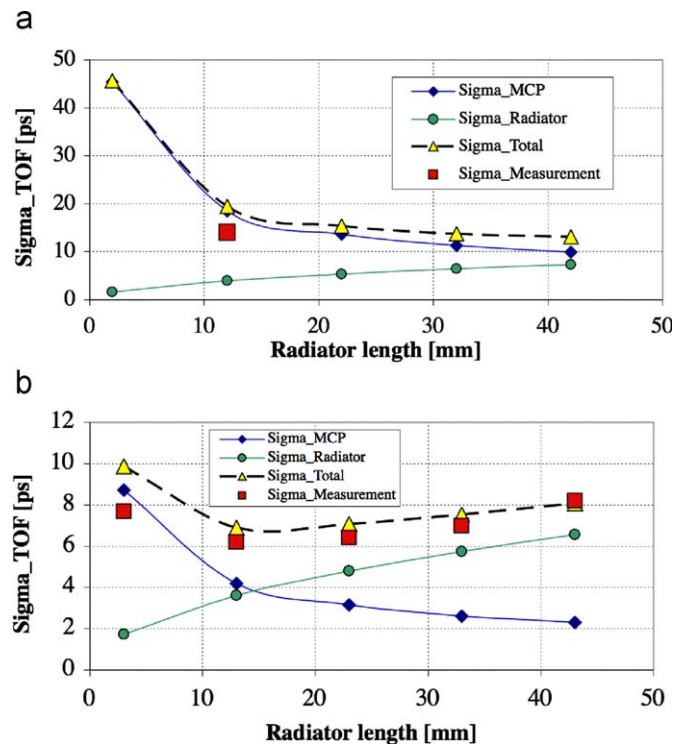 a
50
40
30
20
10
0
Sigma_TOF [ps]
Sigma_MCP
Sigma_Radiator
Sigma_Total
Sigma_Measurement
0 10 20 30 40 50
Radiator length [mm]
b
12
10
8
6
4
2
0
Sigma_TOF [ps]
Sigma_MCP
Sigma_Radiator
Sigma_Total
Sigma_Measurement
0 10 20 30 40 50
Radiator length [mm]